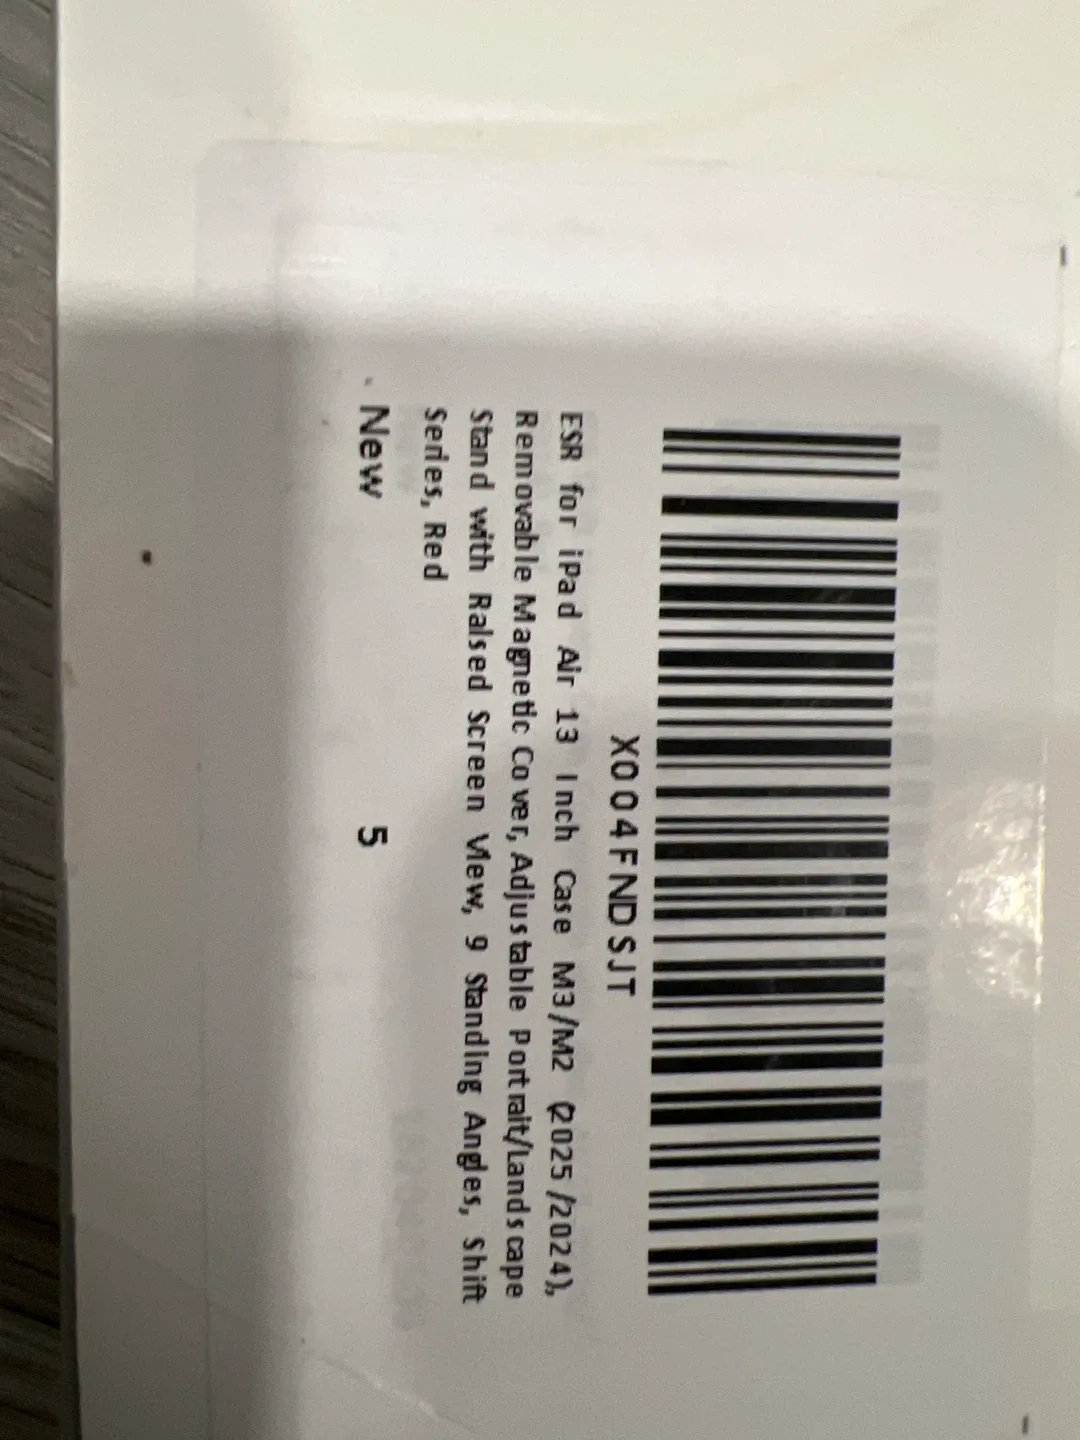 X004FNDSJT
ESR for iPad Air 13 Inch Case M3/M2 (2025/2024),
Removable Magnetic Cover, Adjustable Portrait/Landscape
Stand with Raised Screen View, 9 Standing Angles, Shift
Series, Red
New 5